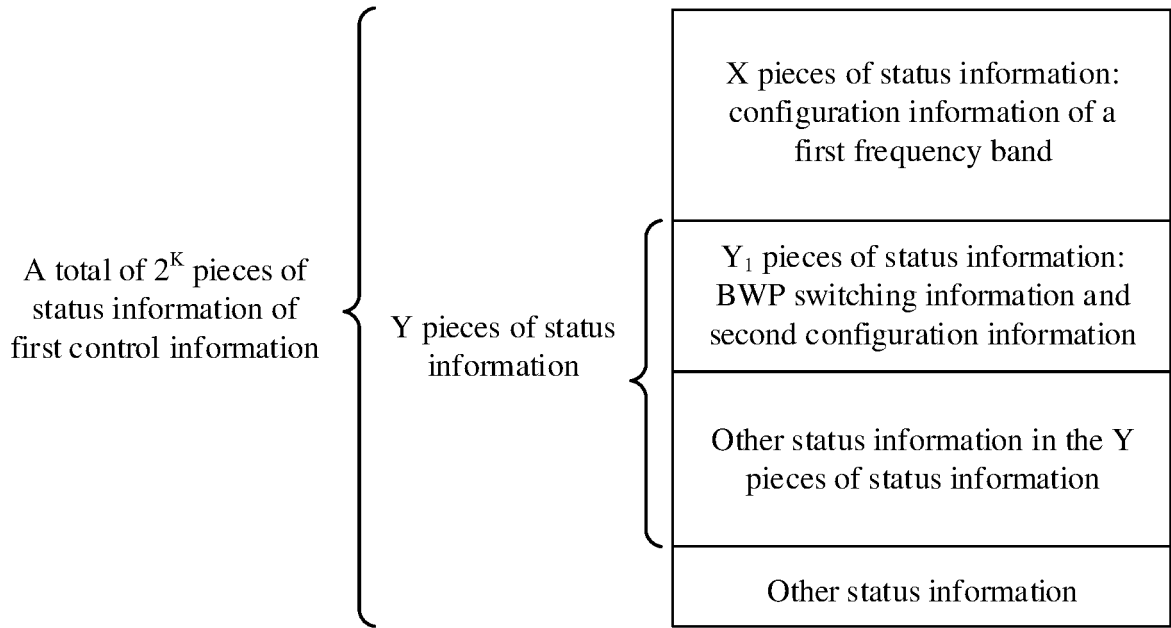 A total of 2^K pieces of
status information of
first control information
Y pieces of status
information
X pieces of status information:
configuration information of a
first frequency band
Y₁ pieces of status information:
BWP switching information and
second configuration information
Other status information in the Y
pieces of status information
Other status information